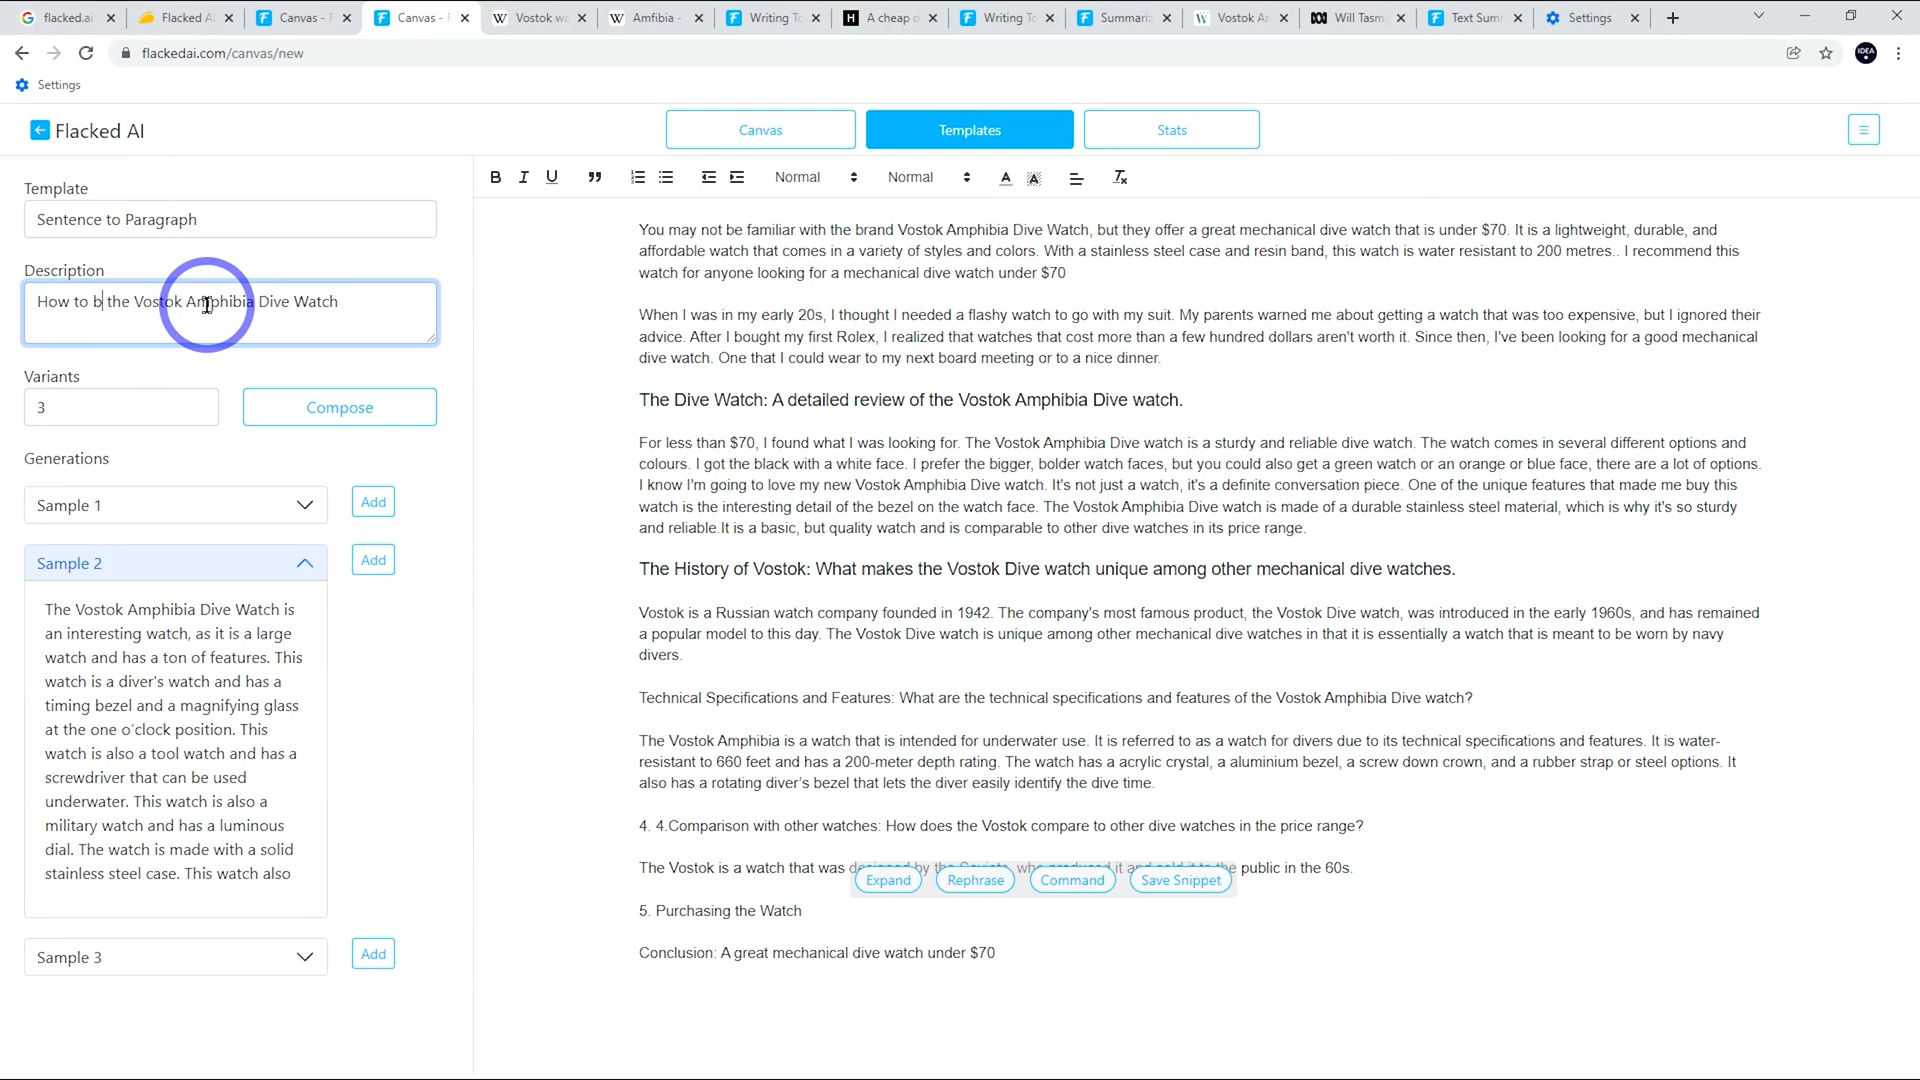 flacked.ai
Flacked A
Canvas - F
Canvas - F
Vostok wa
Amfibia -
Writing To
A cheap d
Writing To
Summariz
Vostok Am
Will Tasm
Text Sum
Settings
flackedai.com/canvas/new
IDEA
Settings
Flacked AI
Canvas
Templates
Stats
Template
Sentence to Paragraph
Description
How to b the Vostok Amphibia Dive Watch
Variants
3
Compose
Generations
Sample 1
Add
Sample 2
Add
The Vostok Amphibia Dive Watch is
an interesting watch, as it is a large
watch and has a ton of features. This
watch is a diver's watch and has a
timing bezel and a magnifying glass
at the one o'clock position. This
watch is also a tool watch and has a
screwdriver that can be used
underwater. This watch is also a
military watch and has a luminous
dial. The watch is made with a solid
stainless steel case. This watch also
Sample 3
Add
B I U
Normal
Normal
A A
You may not be familiar with the brand Vostok Amphibia Dive Watch, but they offer a great mechanical dive watch that is under $70. It is a lightweight, durable, and
affordable watch that comes in a variety of styles and colors. With a stainless steel case and resin band, this watch is water resistant to 200 metres.. I recommend this
watch for anyone looking for a mechanical dive watch under $70
When I was in my early 20s, I thought I needed a flashy watch to go with my suit. My parents warned me about getting a watch that was too expensive, but I ignored their
advice. After I bought my first Rolex, I realized that watches that cost more than a few hundred dollars aren't worth it. Since then, I've been looking for a good mechanical
dive watch. One that I could wear to my next board meeting or to a nice dinner.
The Dive Watch: A detailed review of the Vostok Amphibia Dive watch.
For less than $70, I found what I was looking for. The Vostok Amphibia Dive watch is a sturdy and reliable dive watch. The watch comes in several different options and
colours. I got the black with a white face. I prefer the bigger, bolder watch faces, but you could also get a green watch or an orange or blue face, there are a lot of options.
I know I'm going to love my new Vostok Amphibia Dive watch. It's not just a watch, it's a definite conversation piece. One of the unique features that made me buy this
watch is the interesting detail of the bezel on the watch face. The Vostok Amphibia Dive watch is made of a durable stainless steel material, which is why it's so sturdy
and reliable.It is a basic, but quality watch and is comparable to other dive watches in its price range.
The History of Vostok: What makes the Vostok Dive watch unique among other mechanical dive watches.
Vostok is a Russian watch company founded in 1942. The company's most famous product, the Vostok Dive watch, was introduced in the early 1960s, and has remained
a popular model to this day. The Vostok Dive watch is unique among other mechanical dive watches in that it is essentially a watch that is meant to be worn by navy
divers.
Technical Specifications and Features: What are the technical specifications and features of the Vostok Amphibia Dive watch?
The Vostok Amphibia is a watch that is intended for underwater use. It is referred to as a watch for divers due to its technical specifications and features. It is water-
resistant to 660 feet and has a 200-meter depth rating. The watch has a acrylic crystal, a aluminium bezel, a screw down crown, and a rubber strap or steel options. It
also has a rotating diver's bezel that lets the diver easily identify the dive time.
4. 4.Comparison with other watches: How does the Vostok compare to other dive watches in the price range?
The Vostok is a watch that was designed by the Soviets, who produced it and sold it to the public in the 60s.
Expand
Rephrase
Command
Save Snippet
5. Purchasing the Watch
Conclusion: A great mechanical dive watch under $70